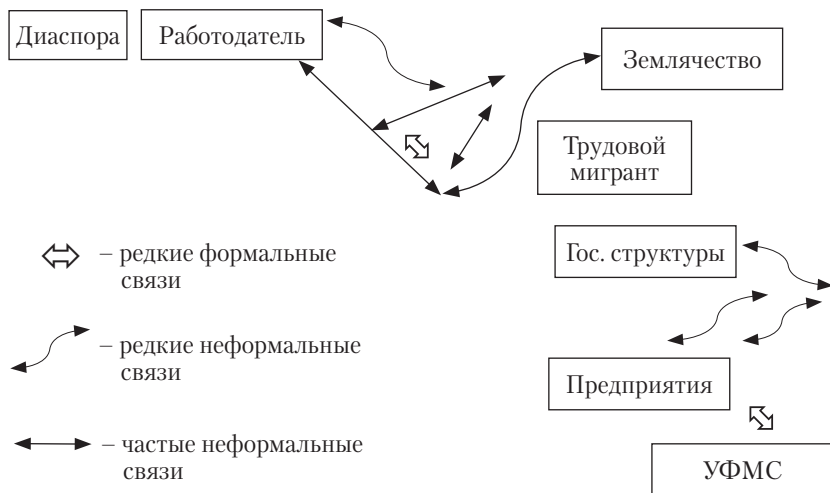 Диаспора
Работодатель
Землячество
Трудовой
мигрант
Гос. структуры
– редкие формальные
связи
– редкие неформальные
связи
Предприятия
– частые неформальные
связи
УФМС